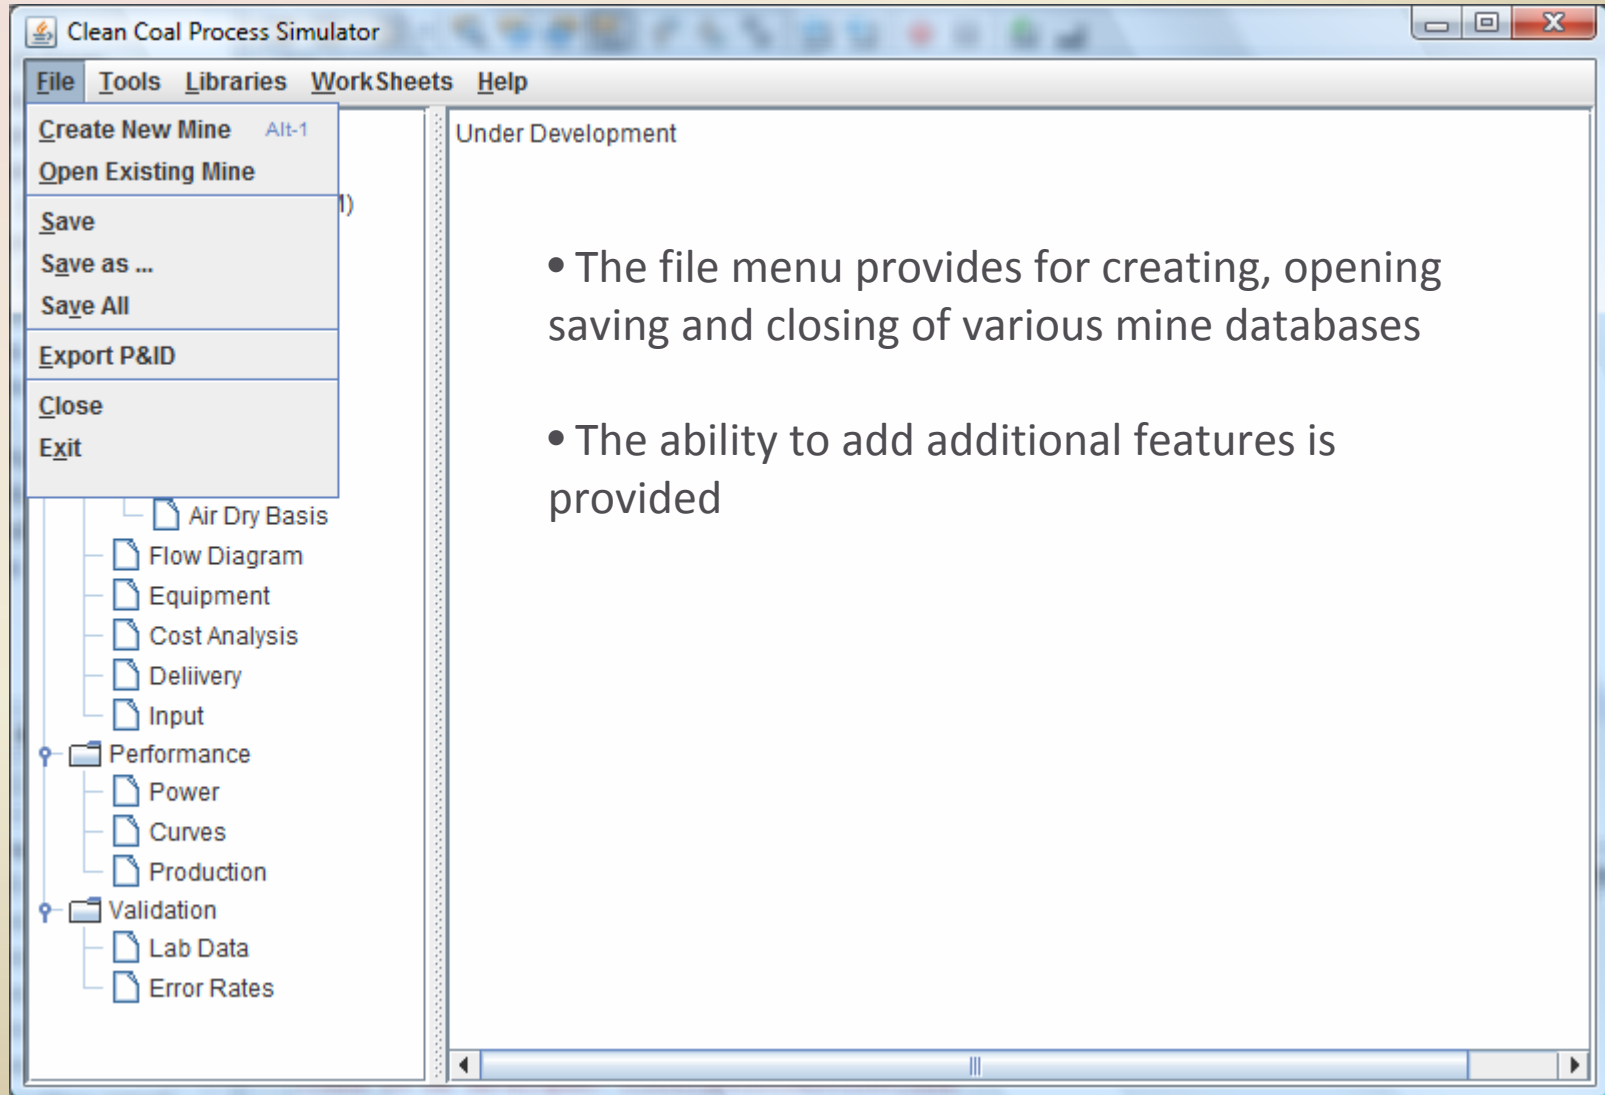 Clean Coal Process Simulator
File Tools Libraries WorkSheets Help
Create New Mine Alt-1
Open Existing Mine
Save
Save as ...
Save All
Export P&ID
Close
Exit
Air Dry Basis
Flow Diagram
Equipment
Cost Analysis
Deliivery
Input
Performance
Power
Curves
Production
Validation
Lab Data
Error Rates
Under Development
• The file menu provides for creating, opening
saving and closing of various mine databases
• The ability to add additional features is
provided